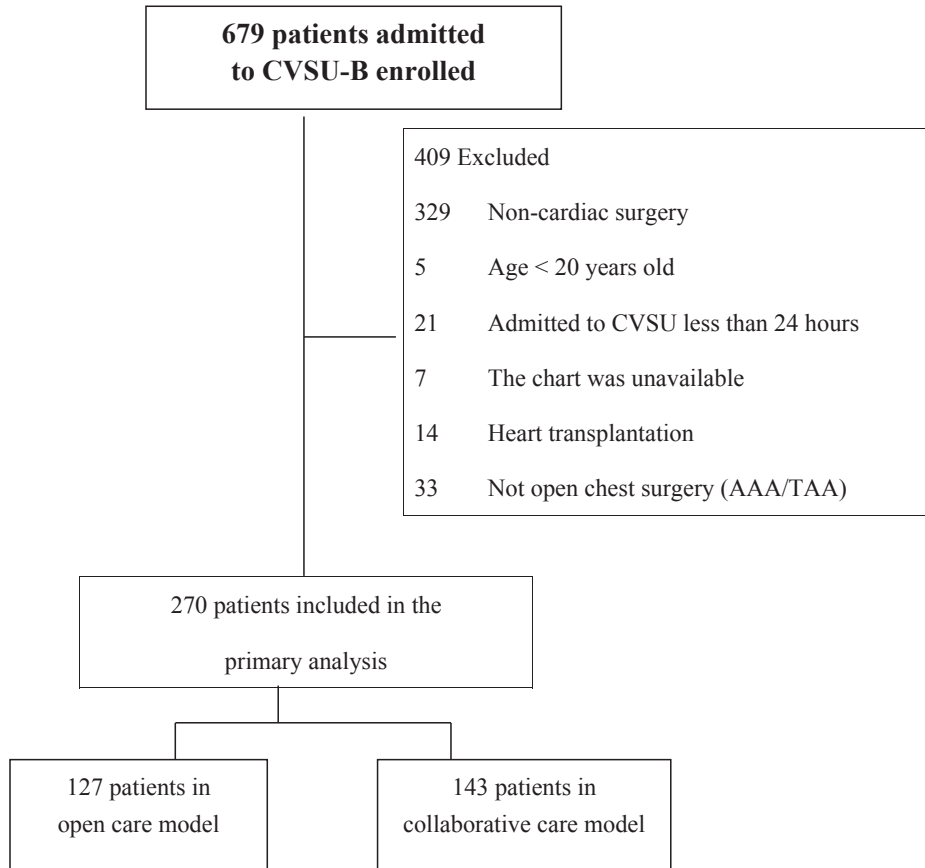 679 patients admitted
to CVSU-B enrolled
409 Excluded
329 Non-cardiac surgery
5 Age < 20 years old
21 Admitted to CVSU less than 24 hours
7 The chart was unavailable
14 Heart transplantation
33 Not open chest surgery (AAA/TAA)
270 patients included in the
primary analysis
127 patients in
open care model
143 patients in
collaborative care model